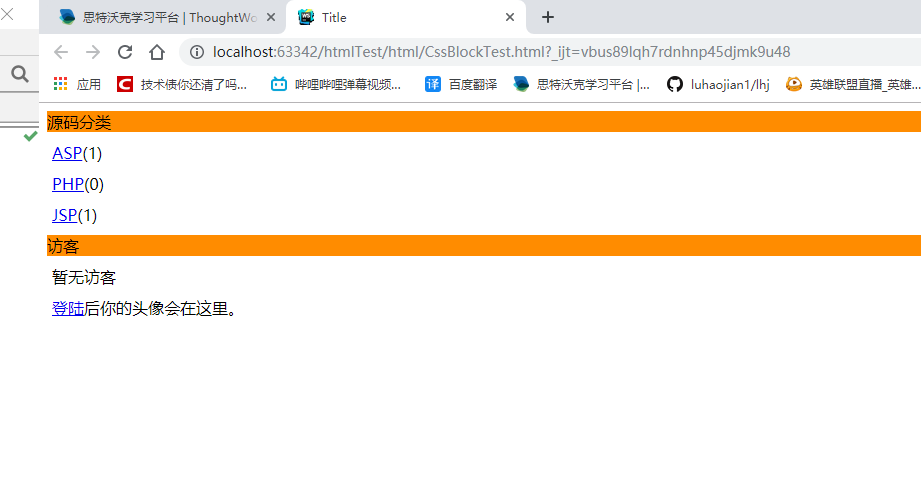 思特沃克学习平台 | ThoughtWo
Title
localhost:63342/htmlTest/html/CssBlockTest.html?_ijt=vbus89lqh7rdnhnp45djmk9u48
应用 技术债你还清了吗... 哔哩哔哩弹幕视频... 译 百度翻译 思特沃克学习平台 |... luhaojian1/lhj 英雄联盟直播_英雄...
源码分类
ASP(1)
PHP(0)
JSP(1)
访客
暂无访客
登陆后你的头像会在这里。